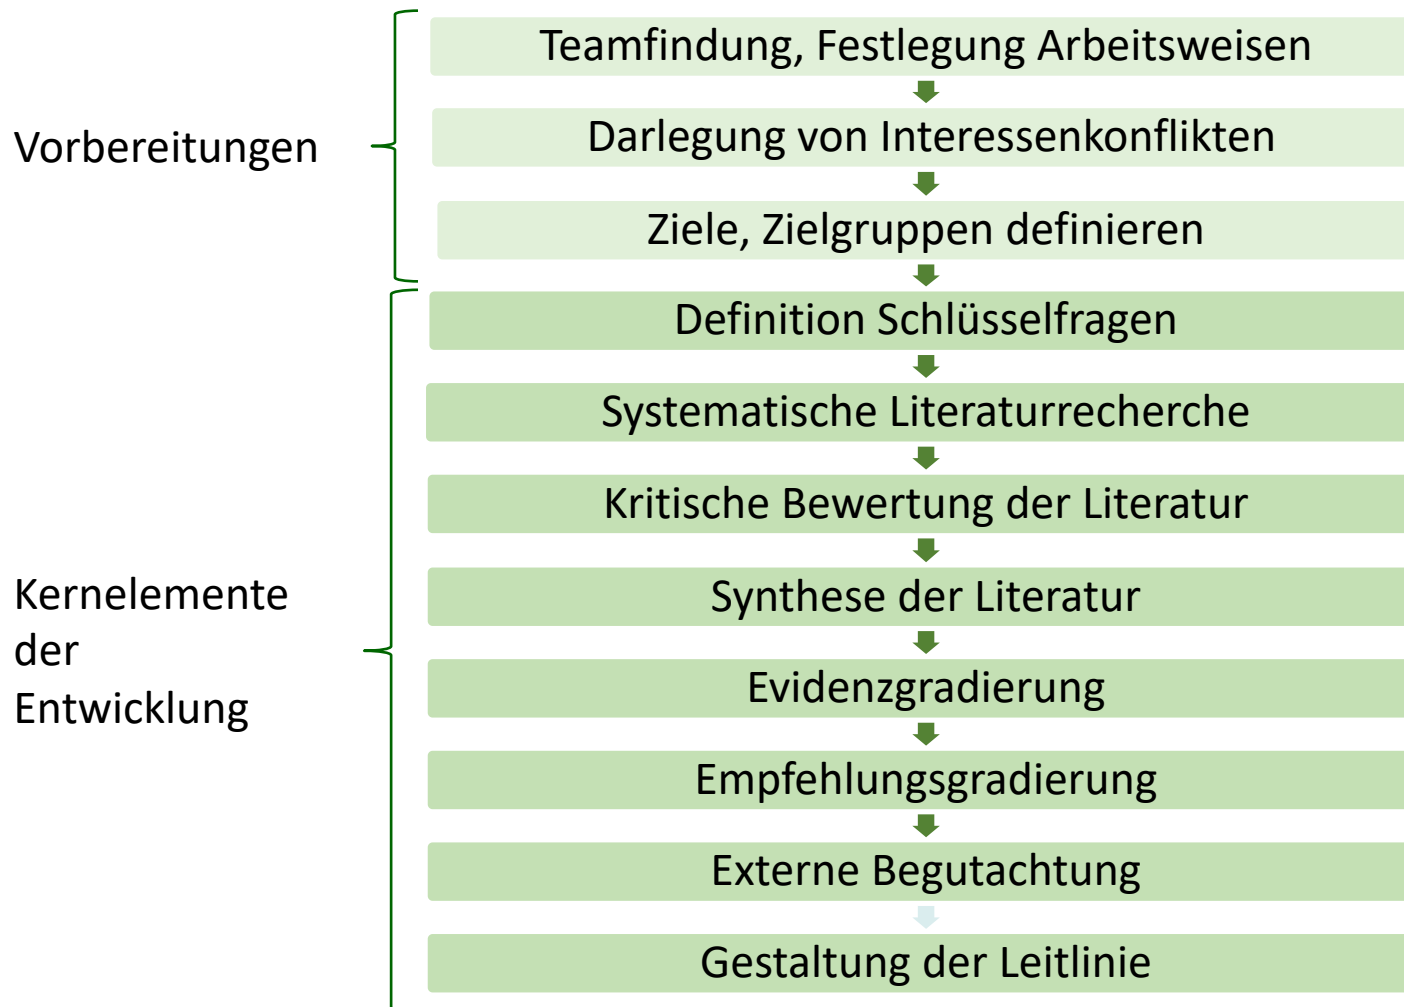 Vorbereitungen
Teamfindung, Festlegung Arbeitsweisen
Darlegung von Interessenkonflikten
Ziele, Zielgruppen definieren
Kernelemente
der
Entwicklung
Definition Schlüsselfragen
Systematische Literaturrecherche
Kritische Bewertung der Literatur
Synthese der Literatur
Evidenzgradierung
Empfehlungsgradierung
Externe Begutachtung
Gestaltung der Leitlinie